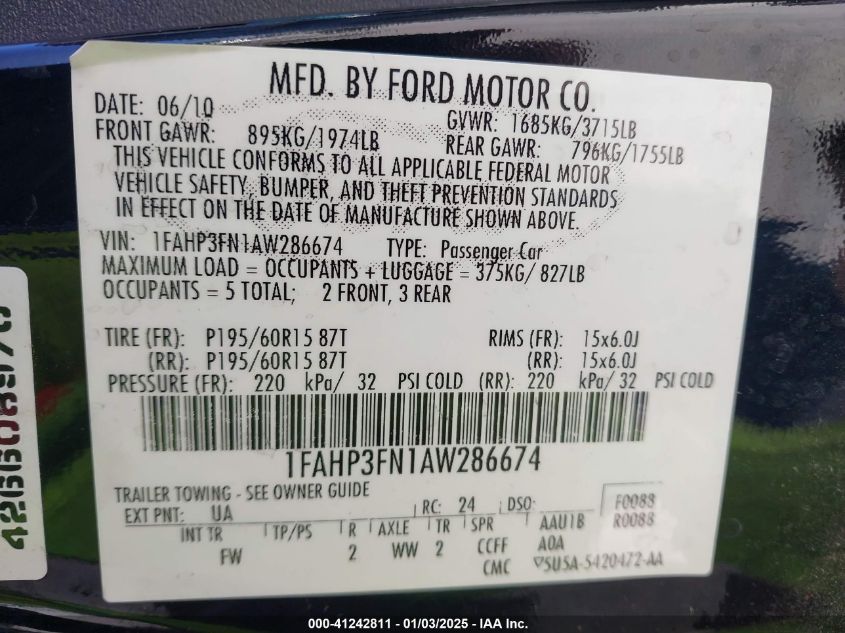 MFD. BY FORD MOTOR CO.
DATE: 06/10 GVWR: 1685KG/3715LB
FRONT GAWR: 895KG/1974LB REAR GAWR: 796KG/1755LB
THIS VEHICLE CONFORMS TO ALL APPLICABLE FEDERAL MOTOR
VEHICLE SAFETY, BUMPER, AND THEFT PREVENTION STANDARDS
IN EFFECT ON THE DATE OF MANUFACTURE SHOWN ABOVE.
VIN: 1FAHP3FN1AW286674 TYPE: Passenger Car
MAXIMUM LOAD = OCCUPANTS + LUGGAGE = 375KG/ 827LB
OCCUPANTS = 5 TOTAL; 2 FRONT, 3 REAR
TIRE (FR): P195/60R15 87T RIMS (FR): 15x6.0J
(RR): P195/60R15 87T (RR): 15x6.0J
PRESSURE (FR): 220 kPa/ 32 PSI COLD (RR): 220 kPa/ 32 PSI COLD
1FAHP3FN1AW286674
TRAILER TOWING - SEE OWNER GUIDE
EXT PNT: UA RC: 24 DSO: F0088
R0088
INT TR TP/PS R AXLE TR SPR AAU1B
FW 2 WW 2 CCFF A0A
CMC SU5A-5420472-AA
000-41242811 - 01/03/2025 - IAA Inc.